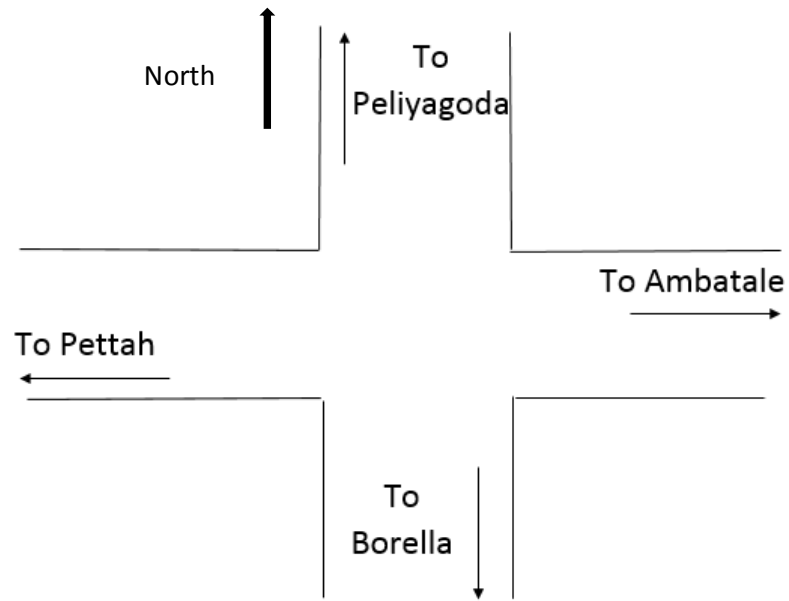 North
To
Peliyagoda
To Ambatale
To Pettah
To
Borella